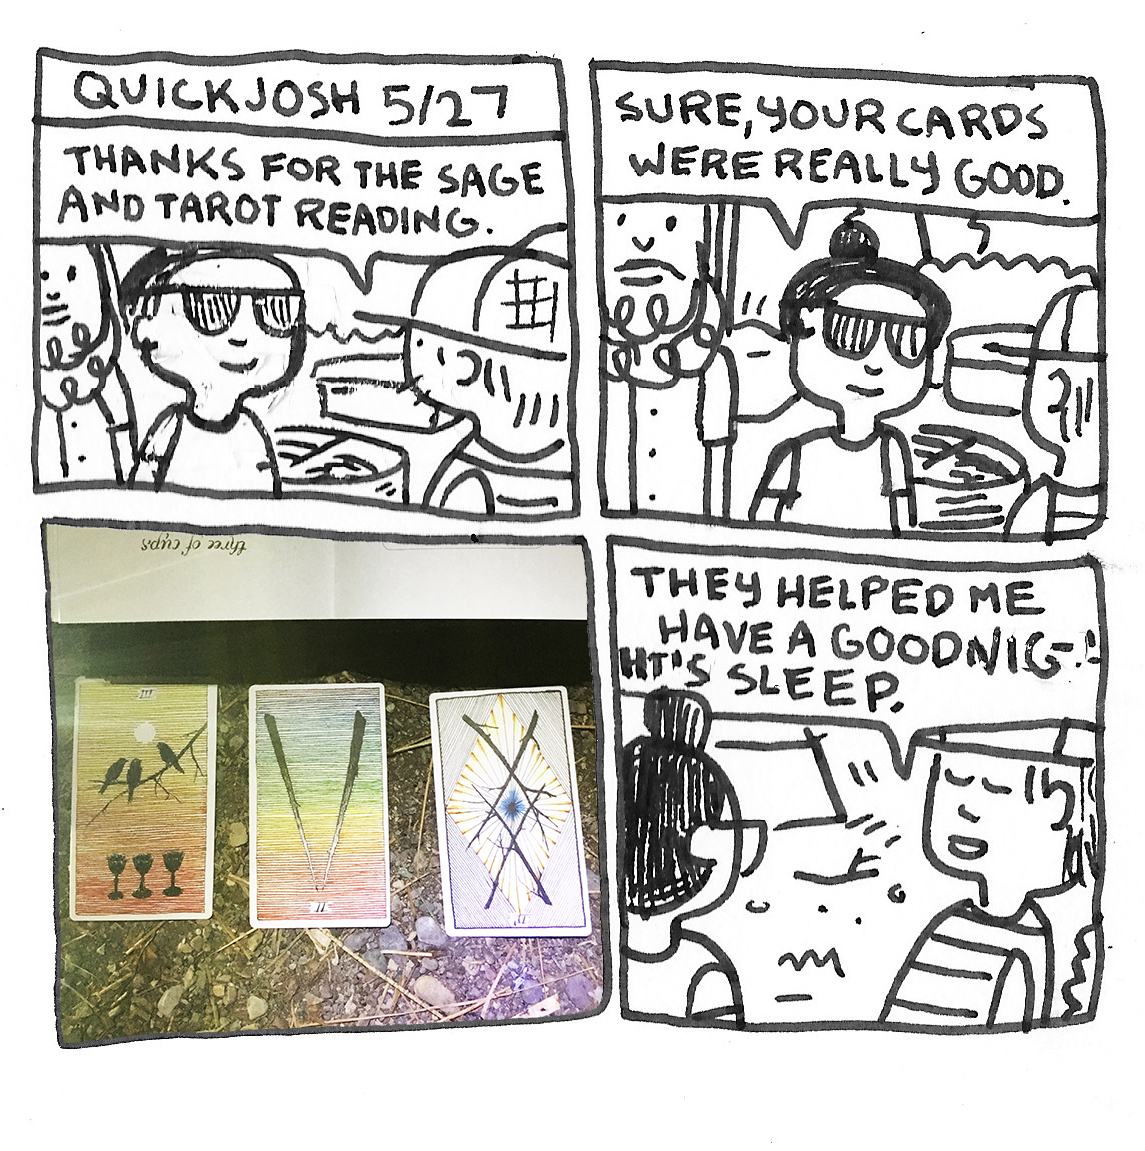 QUICKJOSH 5/27
THANKS FOR THE SAGE
AND TAROT READING.
SURE, YOUR CARDS
WERE REALLY GOOD.
three of cups
III
II
IV
THEY HELPED ME
HAVE A GOODNIG-
HT'S SLEEP.